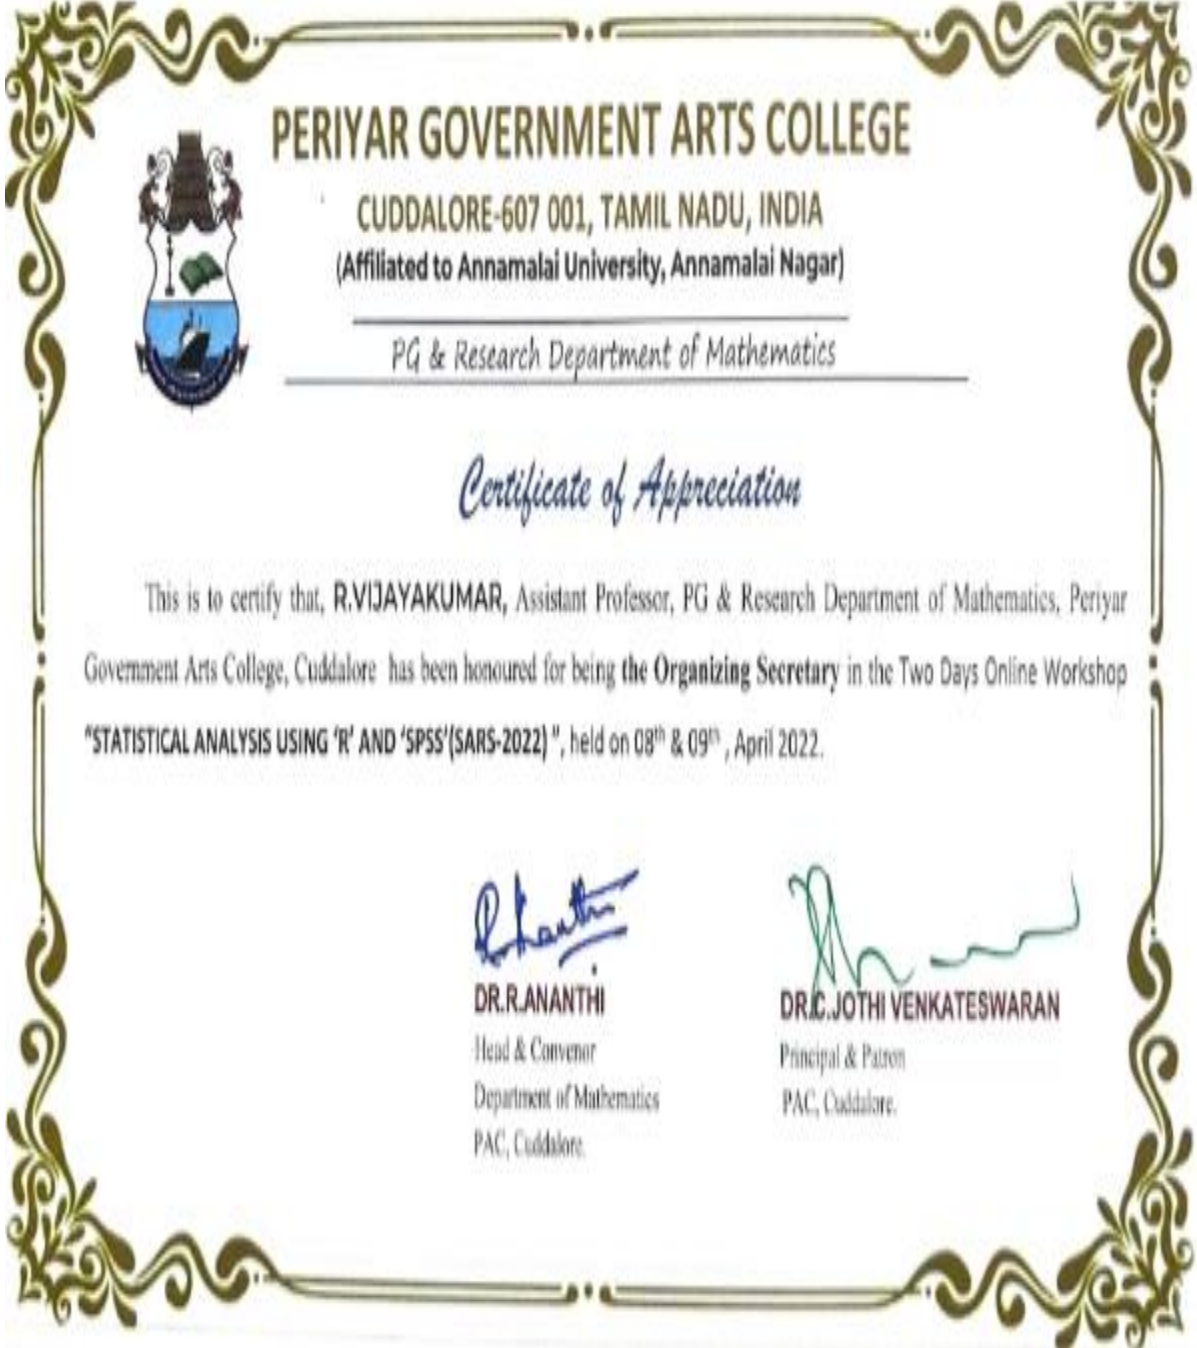 PERIYAR GOVERNMENT ARTS COLLEGE
CUDDALORE-607 001, TAMIL NADU, INDIA
(Affiliated to Annamalai University, Annamalai Nagar)
PG & Research Department of Mathematics
Certificate of Appreciation
This is to certify that, R.VIJAYAKUMAR, Assistant Professor, PG & Research Department of Mathematics, Periyar
Government Arts College, Cuddalore has been honoured for being the Organizing Secretary in the Two Days Online Workshop
"STATISTICAL ANALYSIS USING 'R' AND 'SPSS'(SARS-2022) ", held on 08th & 09th , April 2022.
R. Ananthi
DR.R.ANANTHI
Head & Convenor
Department of Mathematics
PAC, Cuddalore.
DR.C.JOTHI VENKATESWARAN
Principal & Patron
PAC, Cuddalore.